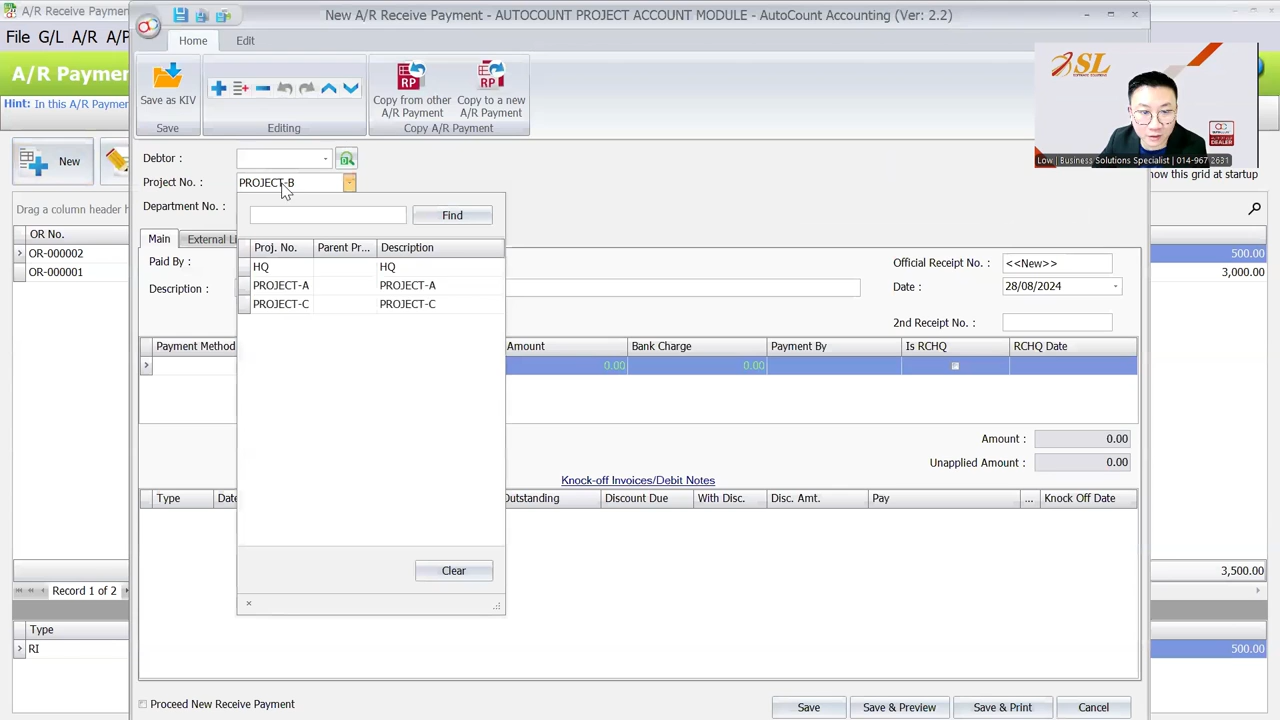 New A/R Receive Payment - AUTOCOUNT PROJECT ACCOUNT MODULE - AutoCount Accounting (Ver: 2.2)
A/R Payment
File G/L A/R A/P
Home Edit
A/R Paymen
Hint: In this A/R Payment
Save as KIV
Save
Editing
Copy from other A/R Payment
Copy to a new A/R Payment
Copy A/R Payment
SL
Low | Business Solutions Specialist | 014-967 2631
DEALER
how this grid at startup
New
Debtor :
Project No. : PROJECT-B
Department No. :
Drag a column header h
OR No.
OR-000002
OR-000001
500.00
3,000.00
Main External Li
Paid By :
Description :
Find
Proj. No. Parent Pr... Description
HQ HQ
PROJECT-A PROJECT-A
PROJECT-C PROJECT-C
Clear
Official Receipt No. : <<New>>
Date : 28/08/2024
2nd Receipt No. :
Payment Method Amount Bank Charge Payment By Is RCHQ RCHQ Date
0.00 0.00
Amount : 0.00
Unapplied Amount : 0.00
Knock-off Invoices/Debit Notes
Type Date Outstanding Discount Due With Disc. Disc. Amt. Pay ... Knock Off Date
Record 1 of 2
3,500.00
Type
RI
500.00
Proceed New Receive Payment
Save Save & Preview Save & Print Cancel